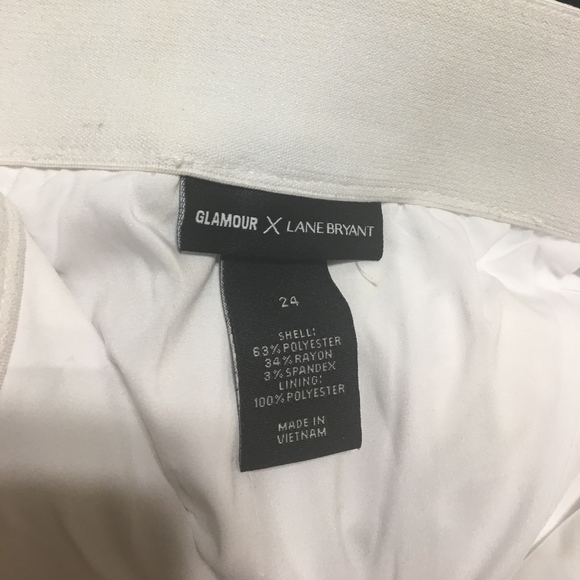 GLAMOUR X LANE BRYANT
24
SHELL:
63% POLYESTER
34% RAYON
3% SPANDEX
LINING:
100% POLYESTER
MADE IN
VIETNAM